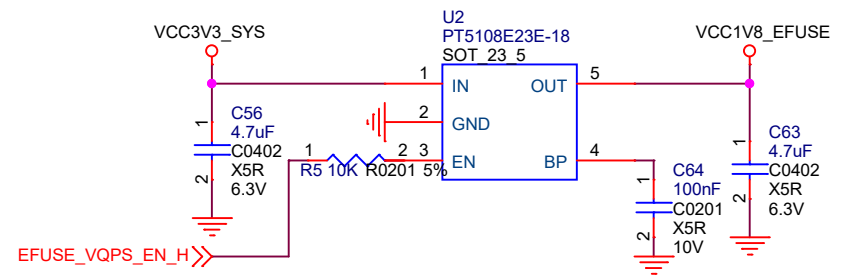 U2
PT5108E23E-18
SOT_23_5
VCC3V3_SYS
VCC1V8_EFUSE
1 IN OUT 5
2 GND
1 R5 10K R0201 5% 2 3 EN BP 4
C56
4.7uF
C0402
X5R
6.3V
1
2
C64
100nF
C0201
X5R
10V
1
2
C63
4.7uF
C0402
X5R
6.3V
1
2
EFUSE_VQPS_EN_H